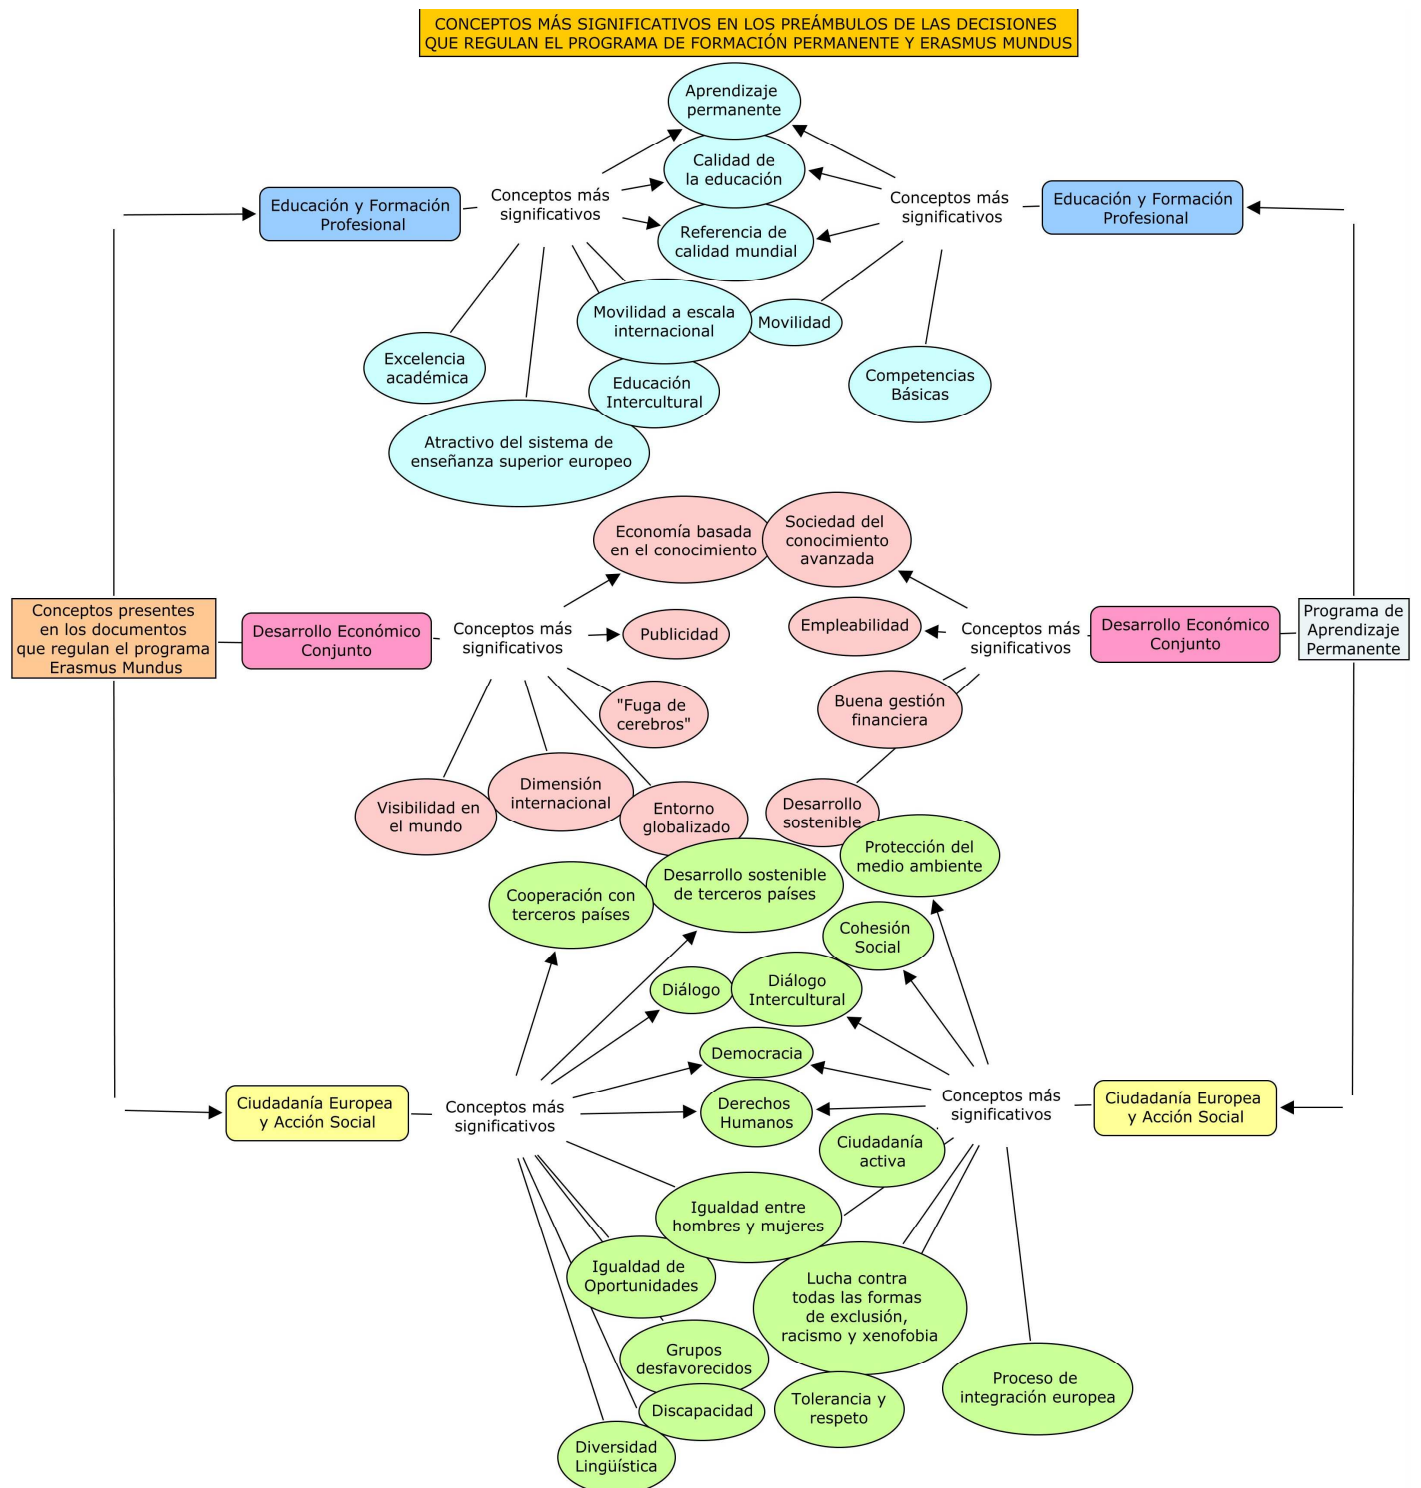 CONCEPTOS MÁS SIGNIFICATIVOS EN LOS PREÁMBULOS DE LAS DECISIONES
QUE REGULAN EL PROGRAMA DE FORMACIÓN PERMANENTE Y ERASMUS MUNDUS
Aprendizaje
permanente
Calidad de
la educación
Referencia de
calidad mundial
Educación y Formación
Profesional
Conceptos más
significativos
Conceptos más
significativos
Educación y Formación
Profesional
Movilidad a escala
internacional
Movilidad
Excelencia
académica
Educación
Intercultural
Competencias
Básicas
Atractivo del sistema de
enseñanza superior europeo
Economía basada
en el conocimiento
Sociedad del
conocimiento
avanzada
Conceptos presentes
en los documentos
que regulan el programa
Erasmus Mundus
Desarrollo Económico
Conjunto
Conceptos más
significativos
Publicidad
Empleabilidad
Conceptos más
significativos
Desarrollo Económico
Conjunto
Programa de
Aprendizaje
Permanente
"Fuga de
cerebros"
Buena gestión
financiera
Visibilidad en
el mundo
Dimensión
internacional
Entorno
globalizado
Desarrollo
sostenible
Protección del
medio ambiente
Cooperación con
terceros países
Desarrollo sostenible
de terceros países
Cohesión
Social
Diálogo
Diálogo
Intercultural
Democracia
Derechos
Humanos
Ciudadanía Europea
y Acción Social
Conceptos más
significativos
Conceptos más
significativos
Ciudadanía Europea
y Acción Social
Ciudadanía
activa
Igualdad entre
hombres y mujeres
Igualdad de
Oportunidades
Lucha contra
todas las formas
de exclusión,
racismo y xenofobia
Grupos
desfavorecidos
Discapacidad
Tolerancia y
respeto
Proceso de
integración europea
Diversidad
Lingüística